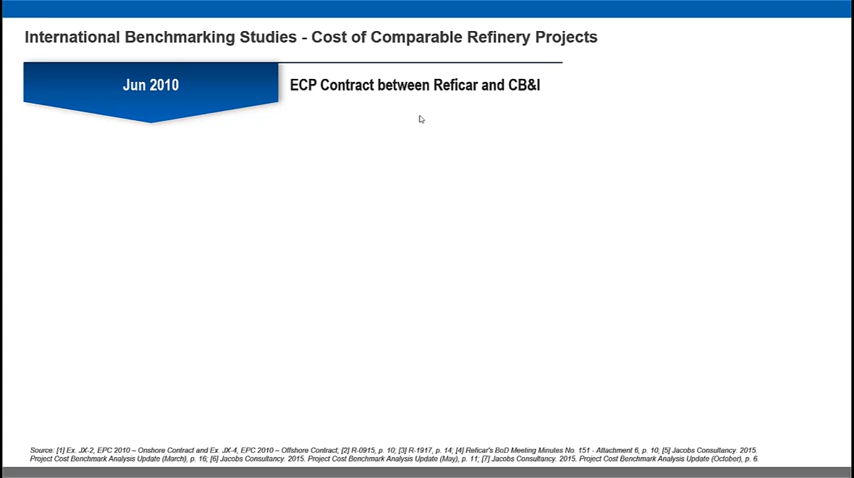 International Benchmarking Studies - Cost of Comparable Refinery Projects
Jun 2010
ECP Contract between Reficar and CB&I
Source: [1] Ex. JX-2, EPC 2010 – Onshore Contract and Ex. JX-4, EPC 2010 – Offshore Contract; [2] R-0915, p. 10; [3] R-1917, p. 14; [4] Reficar's BoD Meeting Minutes No. 151 - Attachment 6, p. 10; [5] Jacobs Consultancy. 2015.
Project Cost Benchmark Analysis Update (March), p. 16; [6] Jacobs Consultancy. 2015. Project Cost Benchmark Analysis Update (May), p. 11; [7] Jacobs Consultancy. 2015. Project Cost Benchmark Analysis Update (October), p. 6.